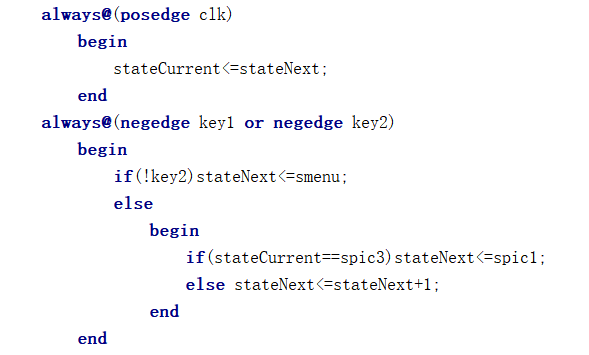 always@(posedge clk)
begin
stateCurrent<=stateNext;
end
always@(negedge key1 or negedge key2)
begin
if(!key2)stateNext<=smenu;
else
begin
if(stateCurrent==spic3)stateNext<=spic1;
else stateNext<=stateNext+1;
end
end